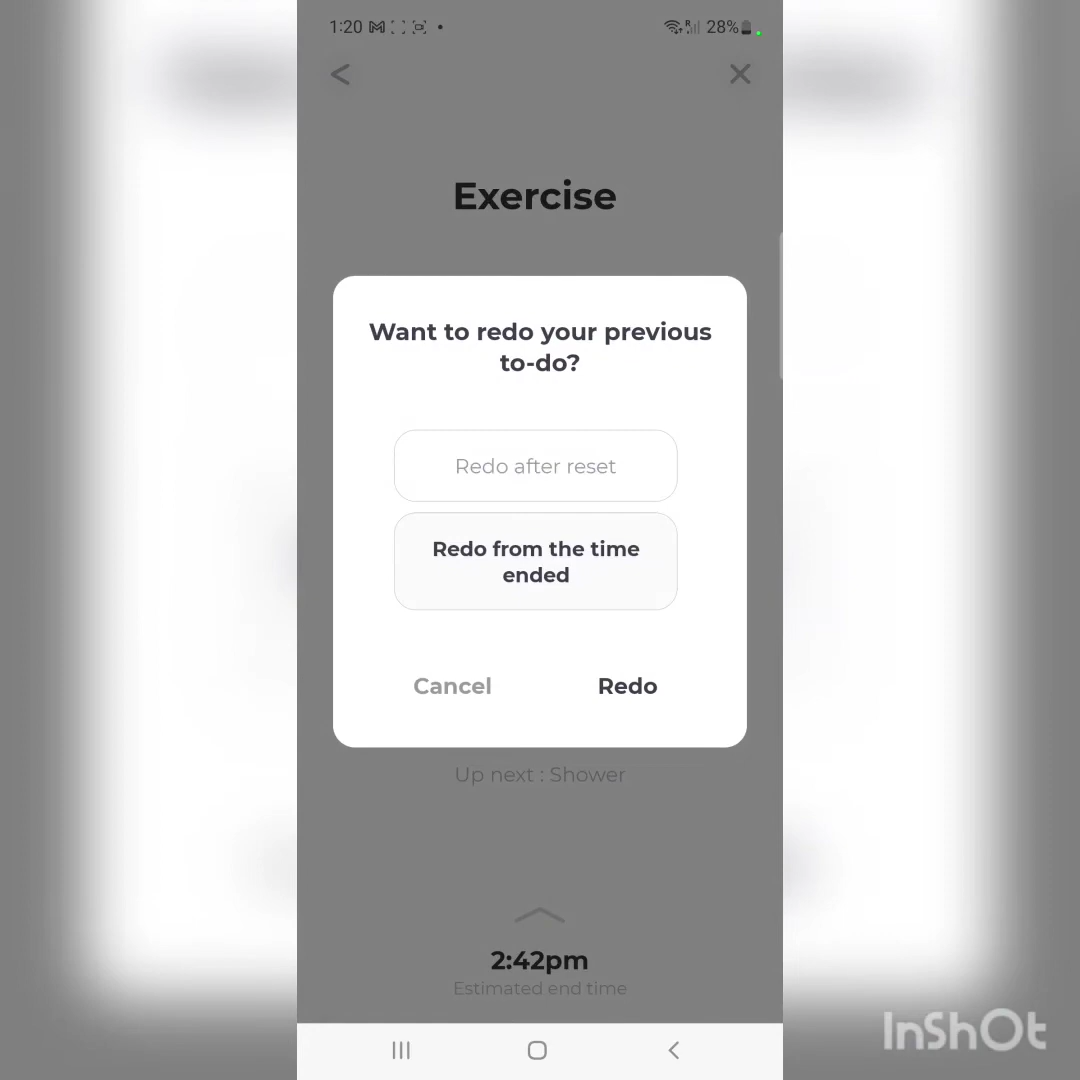 1:20
28%
Exercise
Want to redo your previous
to-do?
Redo after reset
Redo from the time
ended
Cancel
Redo
Up next : Shower
2:42pm
Estimated end time
InShOt